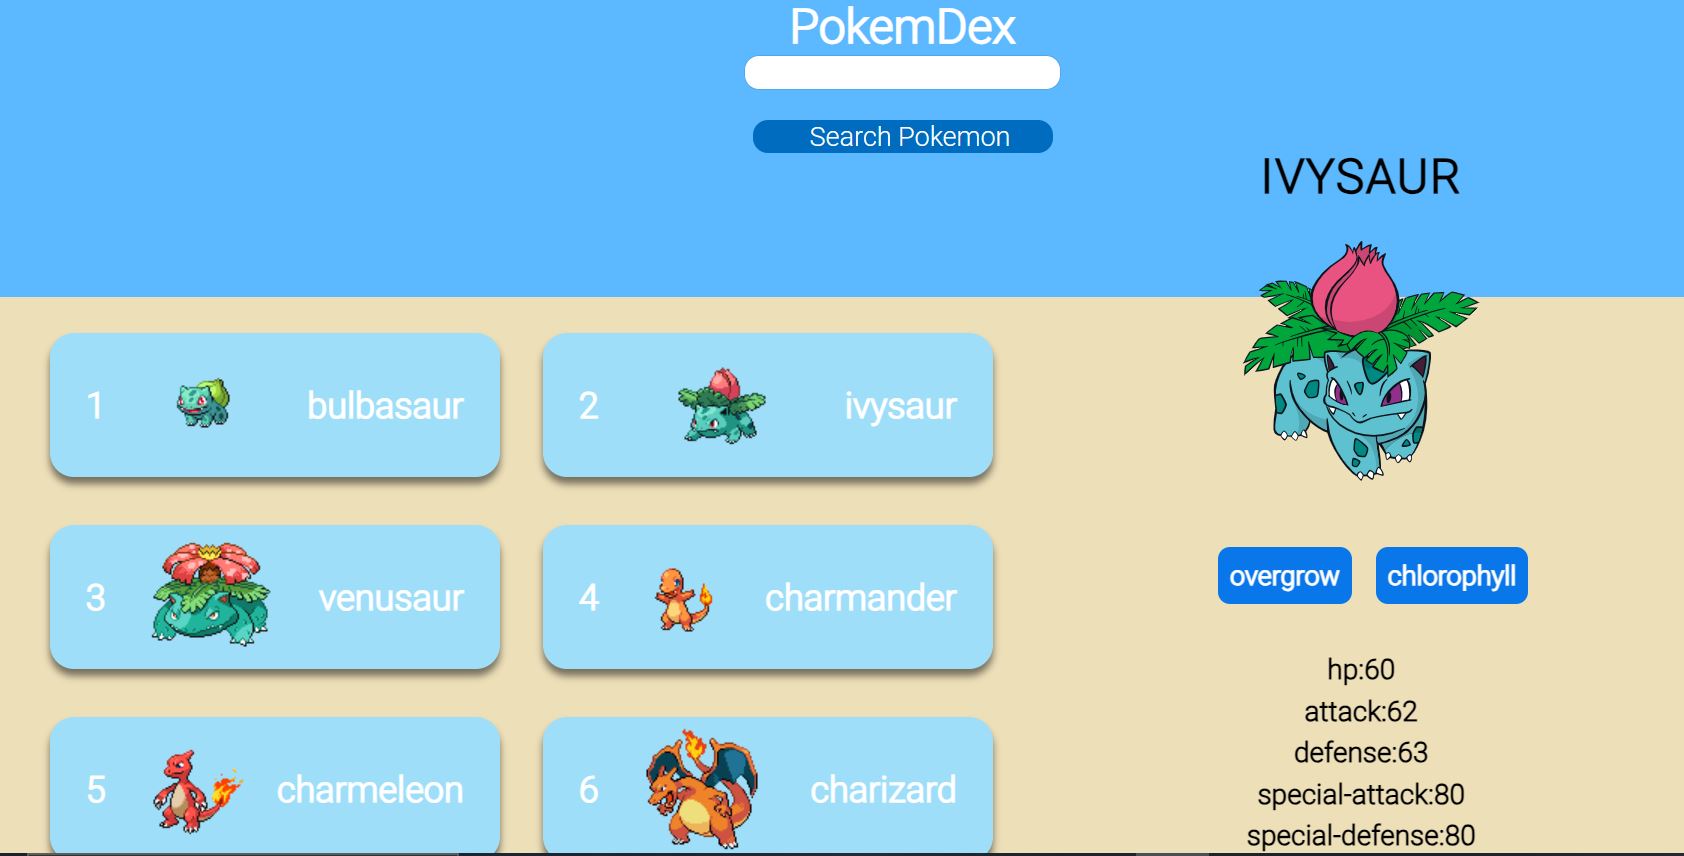 PokemDex
Search Pokemon
1 bulbasaur
2 ivysaur
3 venusaur
4 charmander
5 charmeleon
6 charizard
IVYSAUR
overgrow chlorophyll
hp:60
attack:62
defense:63
special-attack:80
special-defense:80